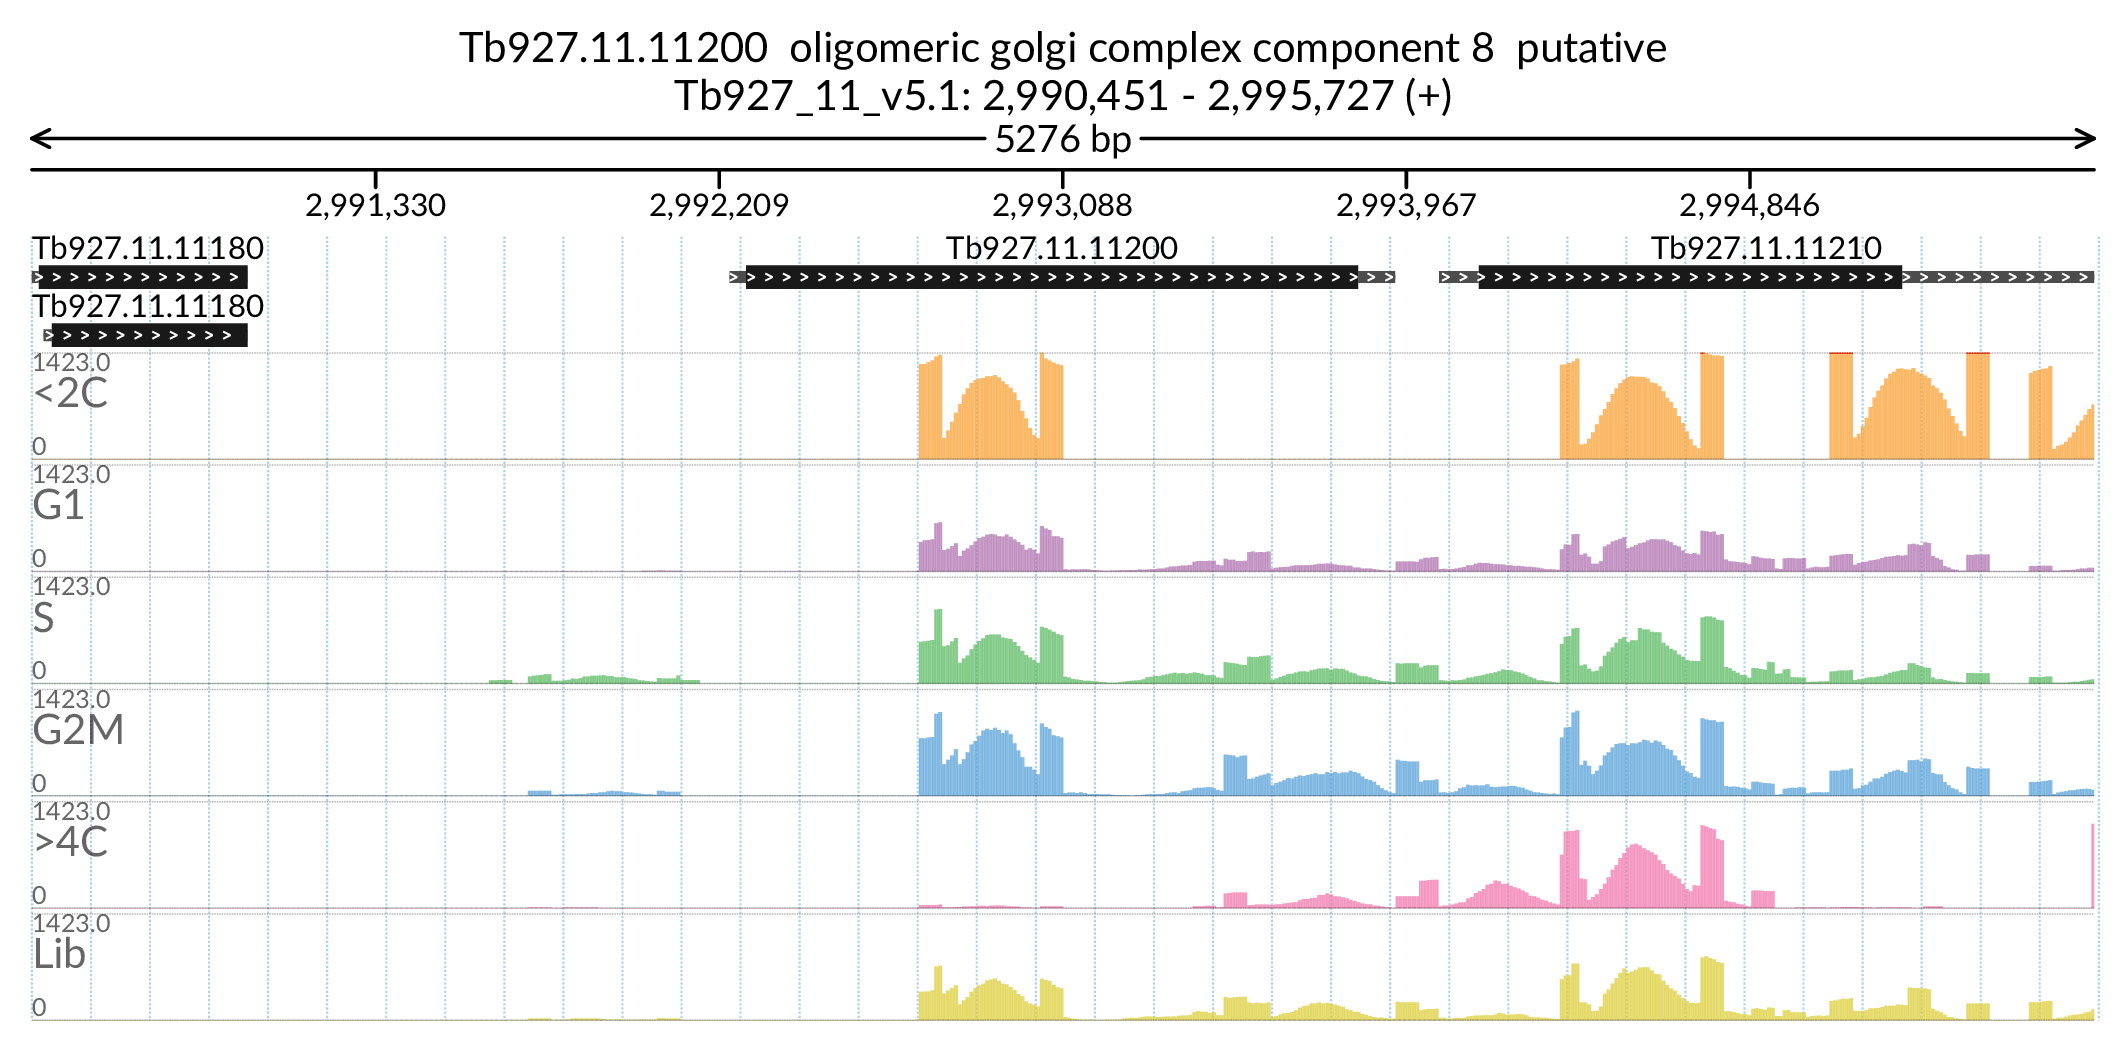 Tb927.11.11200  oligomeric golgi complex component 8  putative
Tb927_11_v5.1: 2,990,451 - 2,995,727 (+)
5276 bp
2,991,330 2,992,209 2,993,088 2,993,967 2,994,846
Tb927.11.11180 Tb927.11.11200 Tb927.11.11210
Tb927.11.11180
1423.0
<2C
0
1423.0
G1
0
1423.0
S
0
1423.0
G2M
0
1423.0
>4C
0
1423.0
Lib
0